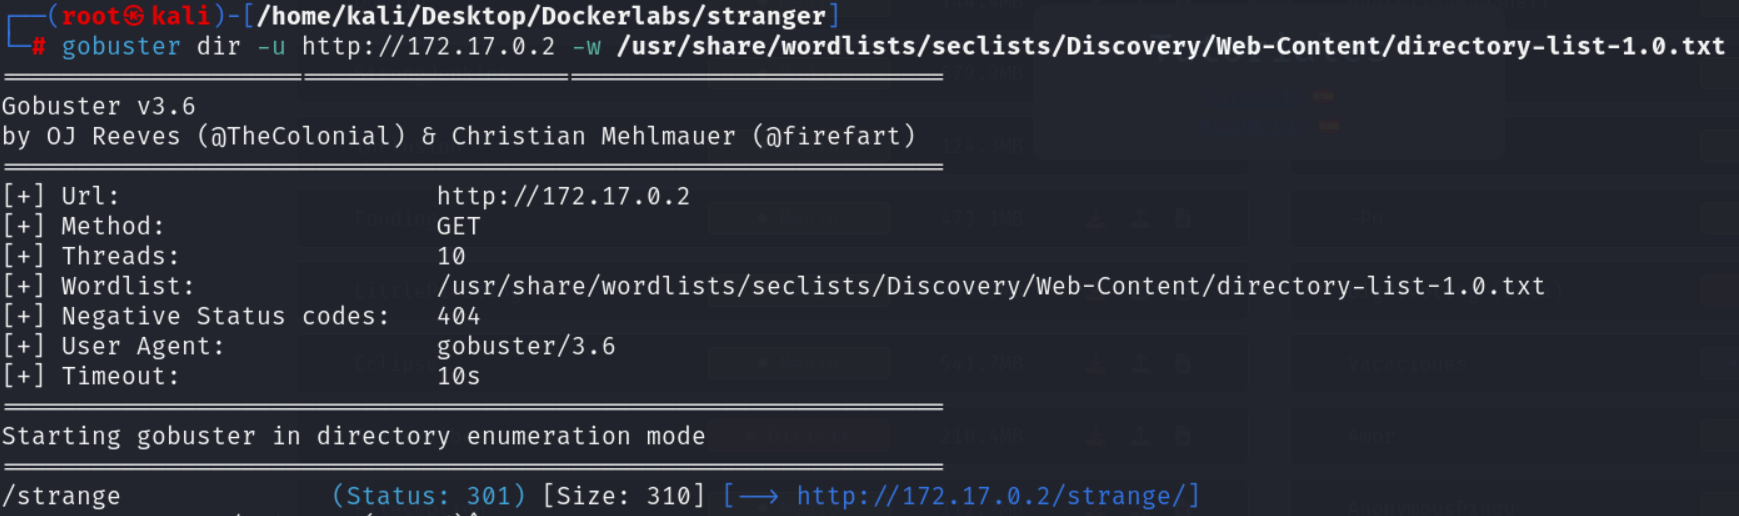 ┌──(root㉿kali)-[/home/kali/Desktop/Dockerlabs/stranger]
└─# gobuster dir -u http://172.17.0.2 -w /usr/share/wordlists/seclists/Discovery/Web-Content/directory-list-1.0.txt
===============================================================
Gobuster v3.6
by OJ Reeves (@TheColonial) & Christian Mehlmauer (@firefart)
===============================================================
[+] Url:                     http://172.17.0.2
[+] Method:                  GET
[+] Threads:                 10
[+] Wordlist:                /usr/share/wordlists/seclists/Discovery/Web-Content/directory-list-1.0.txt
[+] Negative Status codes:   404
[+] User Agent:              gobuster/3.6
[+] Timeout:                 10s
===============================================================
Starting gobuster in directory enumeration mode
===============================================================
/strange              (Status: 301) [Size: 310] [--> http://172.17.0.2/strange/]